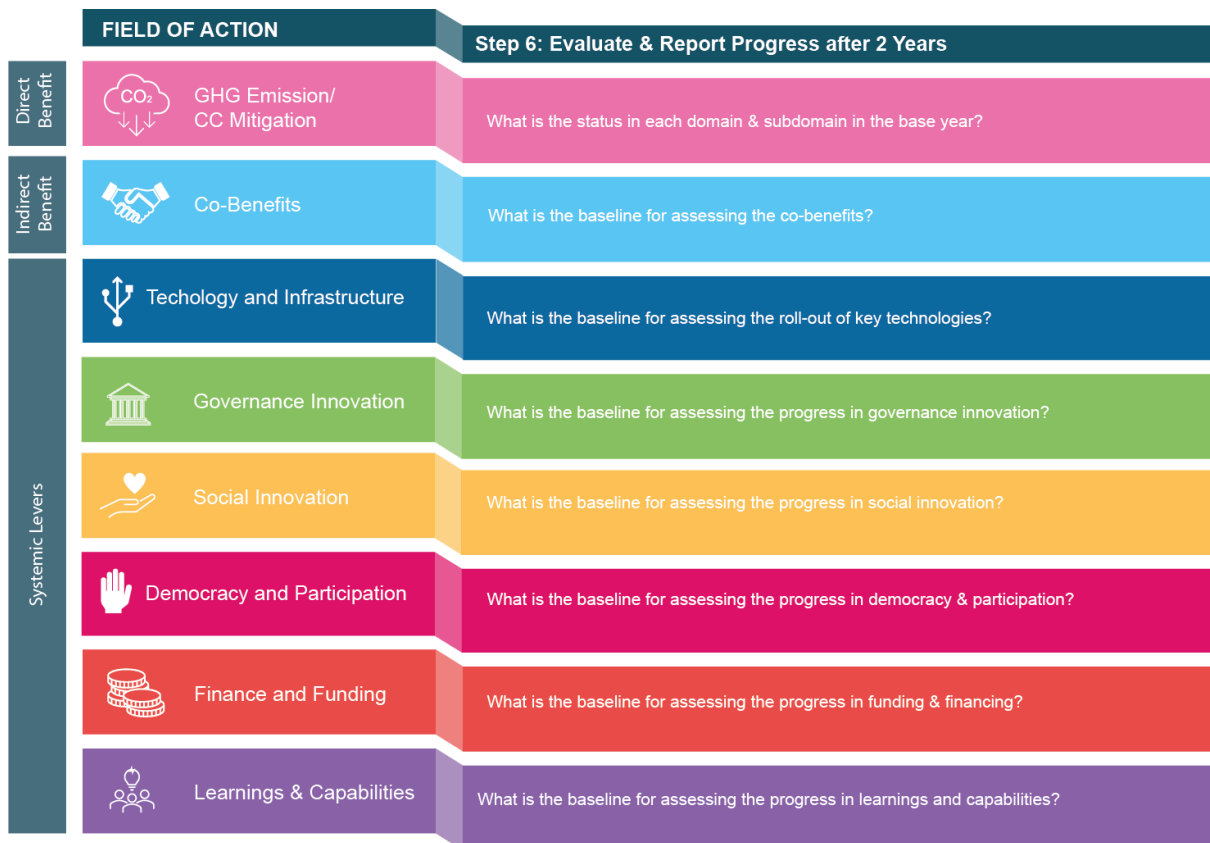 FIELD OF ACTION
Step 6: Evaluate & Report Progress after 2 Years
Direct
Benefit
CO₂
GHG Emission/
CC Mitigation
What is the status in each domain & subdomain in the base year?
Indirect
Benefit
Co-Benefits
What is the baseline for assessing the co-benefits?
Systemic Levers
Techology and Infrastructure
What is the baseline for assessing the roll-out of key technologies?
Governance Innovation
What is the baseline for assessing the progress in governance innovation?
Social Innovation
What is the baseline for assessing the progress in social innovation?
Democracy and Participation
What is the baseline for assessing the progress in democracy & participation?
Finance and Funding
What is the baseline for assessing the progress in funding & financing?
Learnings & Capabilities
What is the baseline for assessing the progress in learnings and capabilities?